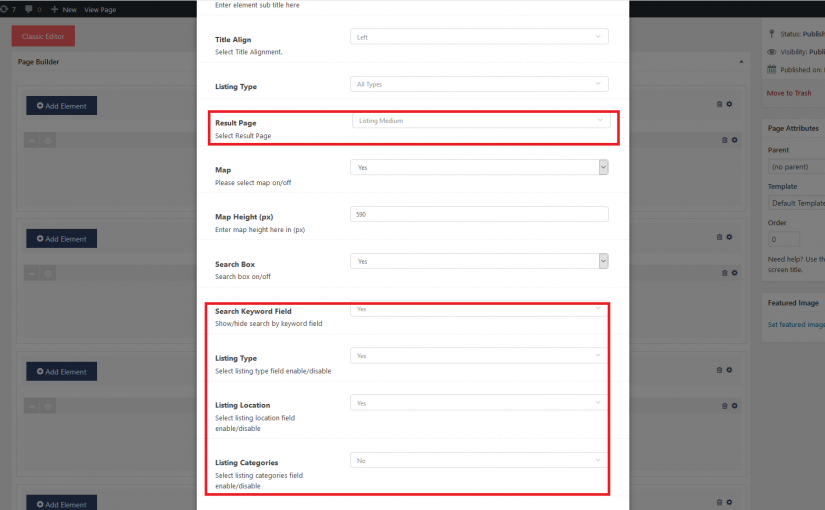 7
0
New
View Page
Classic Editor
Page Builder
Add Element
Add Element
Add Element
Add Element
Enter element sub title here
Title Align
Left
Select Title Alignment.
Listing Type
All Types
Result Page
Listing Medium
Select Result Page
Map
Yes
Please select map on/off
Map Height (px)
590
Enter map height here in (px)
Search Box
Yes
Search box on/off
Search Keyword Field
Yes
Show/hide search by keyword field
Listing Type
Yes
Select listing type field enable/disable
Listing Location
Yes
Select listing location field
enable/disable
Listing Categories
No
Select listing categories field
enable/disable
Status: Publish
Visibility: Publi
Published on:
Move to Trash
Page Attributes
Parent
(no parent)
Template
Default Template
Order
0
Need help? Use th
screen title.
Featured Image
Set featured image